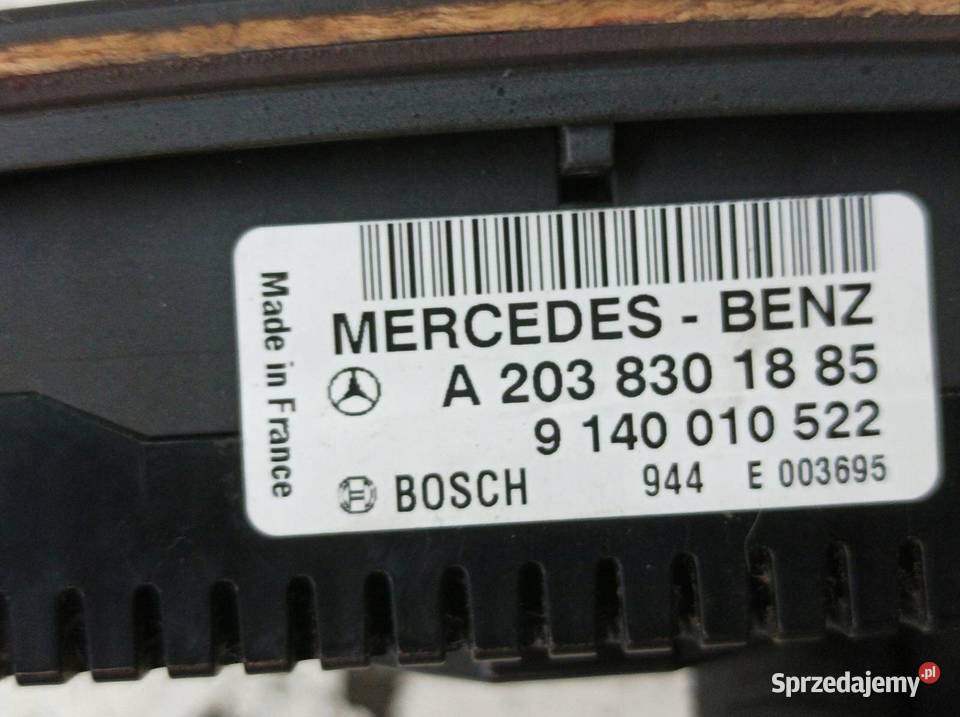 MERCEDES - BENZ
A 203 830 18 85
9 140 010 522
BOSCH 944 E 003695
Made in France
Sprzedajemy.pl